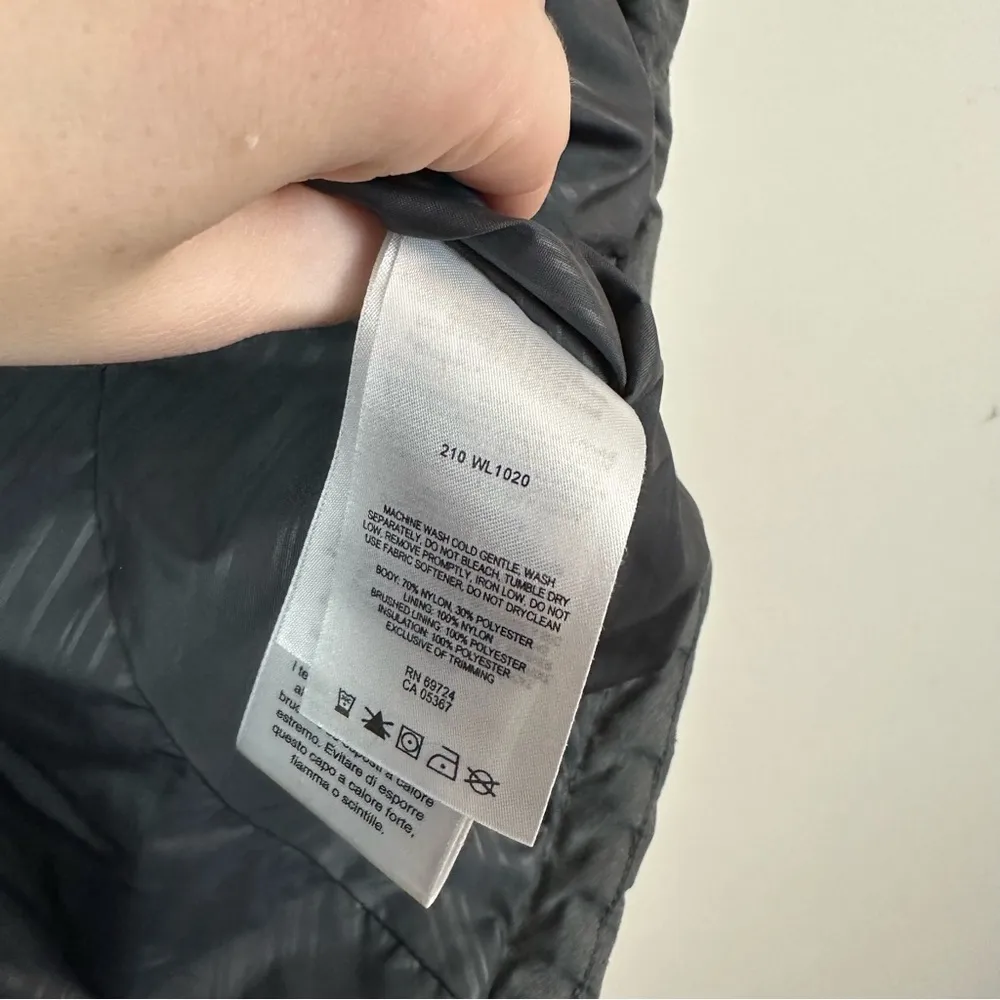 210 WL1020
MACHINE WASH COLD GENTLE, WASH
SEPARATELY, DO NOT BLEACH, TUMBLE DRY
LOW, REMOVE PROMPTLY, IRON LOW, DO NOT
USE FABRIC SOFTENER, DO NOT DRYCLEAN
BODY: 70% NYLON, 30% POLYESTER
LINING: 100% NYLON
BRUSHED LINING: 100% POLYESTER
INSULATION: 100% POLYESTER
EXCLUSIVE OF TRIMMING
RN 69724
CA 05367
I te
a calore
estremo. Evitare di esporre
questo capo a calore forte,
fiamma o scintille.